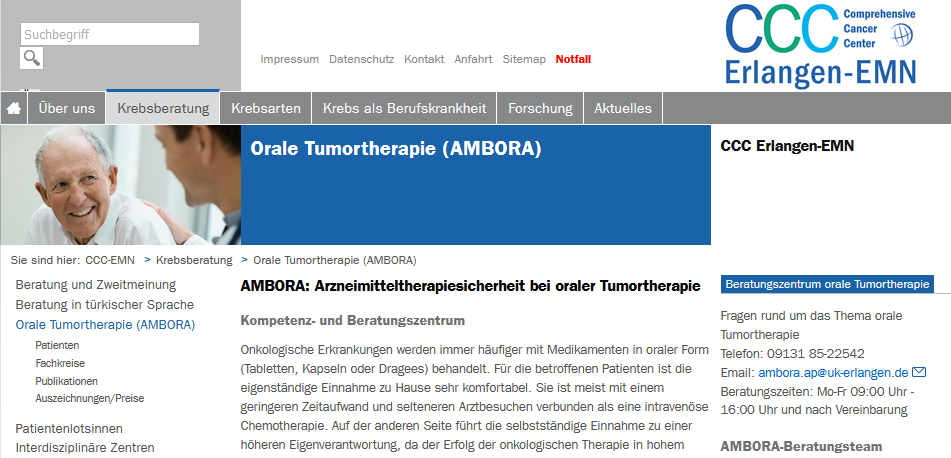 Suchbegriff
CCC Comprehensive
Cancer
Center
Erlangen-EMN
Impressum Datenschutz Kontakt Anfahrt Sitemap Notfall
Über uns Krebsberatung Krebsarten Krebs als Berufskrankheit Forschung Aktuelles
Orale Tumortherapie (AMBORA)
CCC Erlangen-EMN
Sie sind hier: CCC-EMN > Krebsberatung > Orale Tumortherapie (AMBORA)
Beratung und Zweitmeinung
Beratung in türkischer Sprache
Orale Tumortherapie (AMBORA)
Patienten
Fachkreise
Publikationen
Auszeichnungen/Preise
Patientenlotsinnen
Interdisziplinäre Zentren
AMBORA: Arzneimitteltherapiesicherheit bei oraler Tumortherapie
Kompetenz- und Beratungszentrum
Onkologische Erkrankungen werden immer häufiger mit Medikamenten in oraler Form
(Tabletten, Kapseln oder Dragees) behandelt. Für die betroffenen Patienten ist die
eigenständige Einnahme zu Hause sehr komfortabel. Sie ist meist mit einem
geringeren Zeitaufwand und selteneren Arztbesuchen verbunden als eine intravenöse
Chemotherapie. Auf der anderen Seite führt die selbstständige Einnahme zu einer
höheren Eigenverantwortung, da der Erfolg der onkologischen Therapie in hohem
Beratungszentrum orale Tumortherapie
Fragen rund um das Thema orale
Tumortherapie
Telefon: 09131 85-22542
Email: ambora.ap@uk-erlangen.de
Beratungszeiten: Mo-Fr 09:00 Uhr -
16:00 Uhr und nach Vereinbarung
AMBORA-Beratungsteam